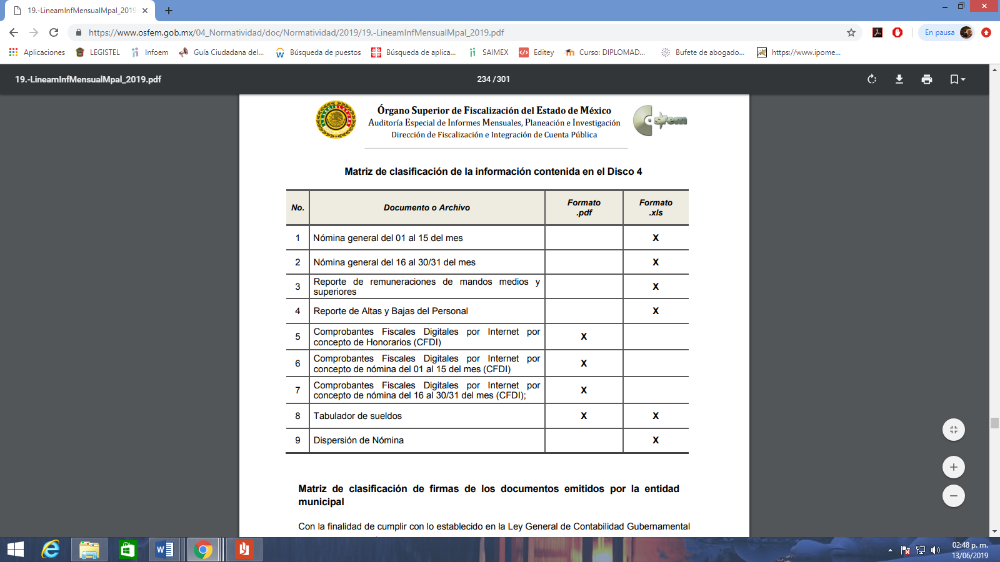 19.-LineamInfMensualMpal_2019
https://www.osfem.gob.mx/04_Normatividad/doc/Normatividad/2019/19.-LineamInfMensualMpal_2019.pdf
En pausa
Aplicaciones
LEGISTEL
Infoem
Guía Ciudadana del...
Búsqueda de puestos
Búsqueda de aplica...
SAIMEX
Editey
Curso: DIPLOMAD...
Bufete de abogado...
https://www.ipome...
19.-LineamInfMensualMpal_2019.pdf
234 /301
Órgano Superior de Fiscalización del Estado de México
Auditoría Especial de Informes Mensuales, Planeación e Investigación
Dirección de Fiscalización e Integración de Cuenta Pública
osfem
Matriz de clasificación de la información contenida en el Disco 4
No. Documento o Archivo Formato .pdf Formato .xls
1 Nómina general del 01 al 15 del mes X
2 Nómina general del 16 al 30/31 del mes X
3 Reporte de remuneraciones de mandos medios y
superiores X
4 Reporte de Altas y Bajas del Personal X
5 Comprobantes Fiscales Digitales por Internet por
concepto de Honorarios (CFDI) X
6 Comprobantes Fiscales Digitales por Internet por
concepto de nómina del 01 al 15 del mes (CFDI) X
7 Comprobantes Fiscales Digitales por Internet por
concepto de nómina del 16 al 30/31 del mes (CFDI); X
8 Tabulador de sueldos X X
9 Dispersión de Nómina X
Matriz de clasificación de firmas de los documentos emitidos por la entidad
municipal
Con la finalidad de cumplir con lo establecido en la Ley General de Contabilidad Gubernamental
02:48 p. m.
13/06/2019